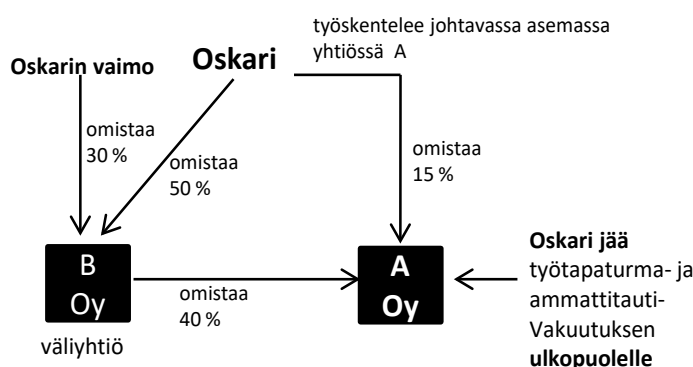 työskentelee johtavassa asemassa
yhtiössä A
Oskarin vaimo
Oskari
omistaa
30 %
omistaa
50 %
omistaa
15 %
B
Oy
väliyhtiö
omistaa
40 %
A
Oy
Oskari jää
työtapaturma- ja
ammattitauti-
Vakuutuksen
ulkopuolelle